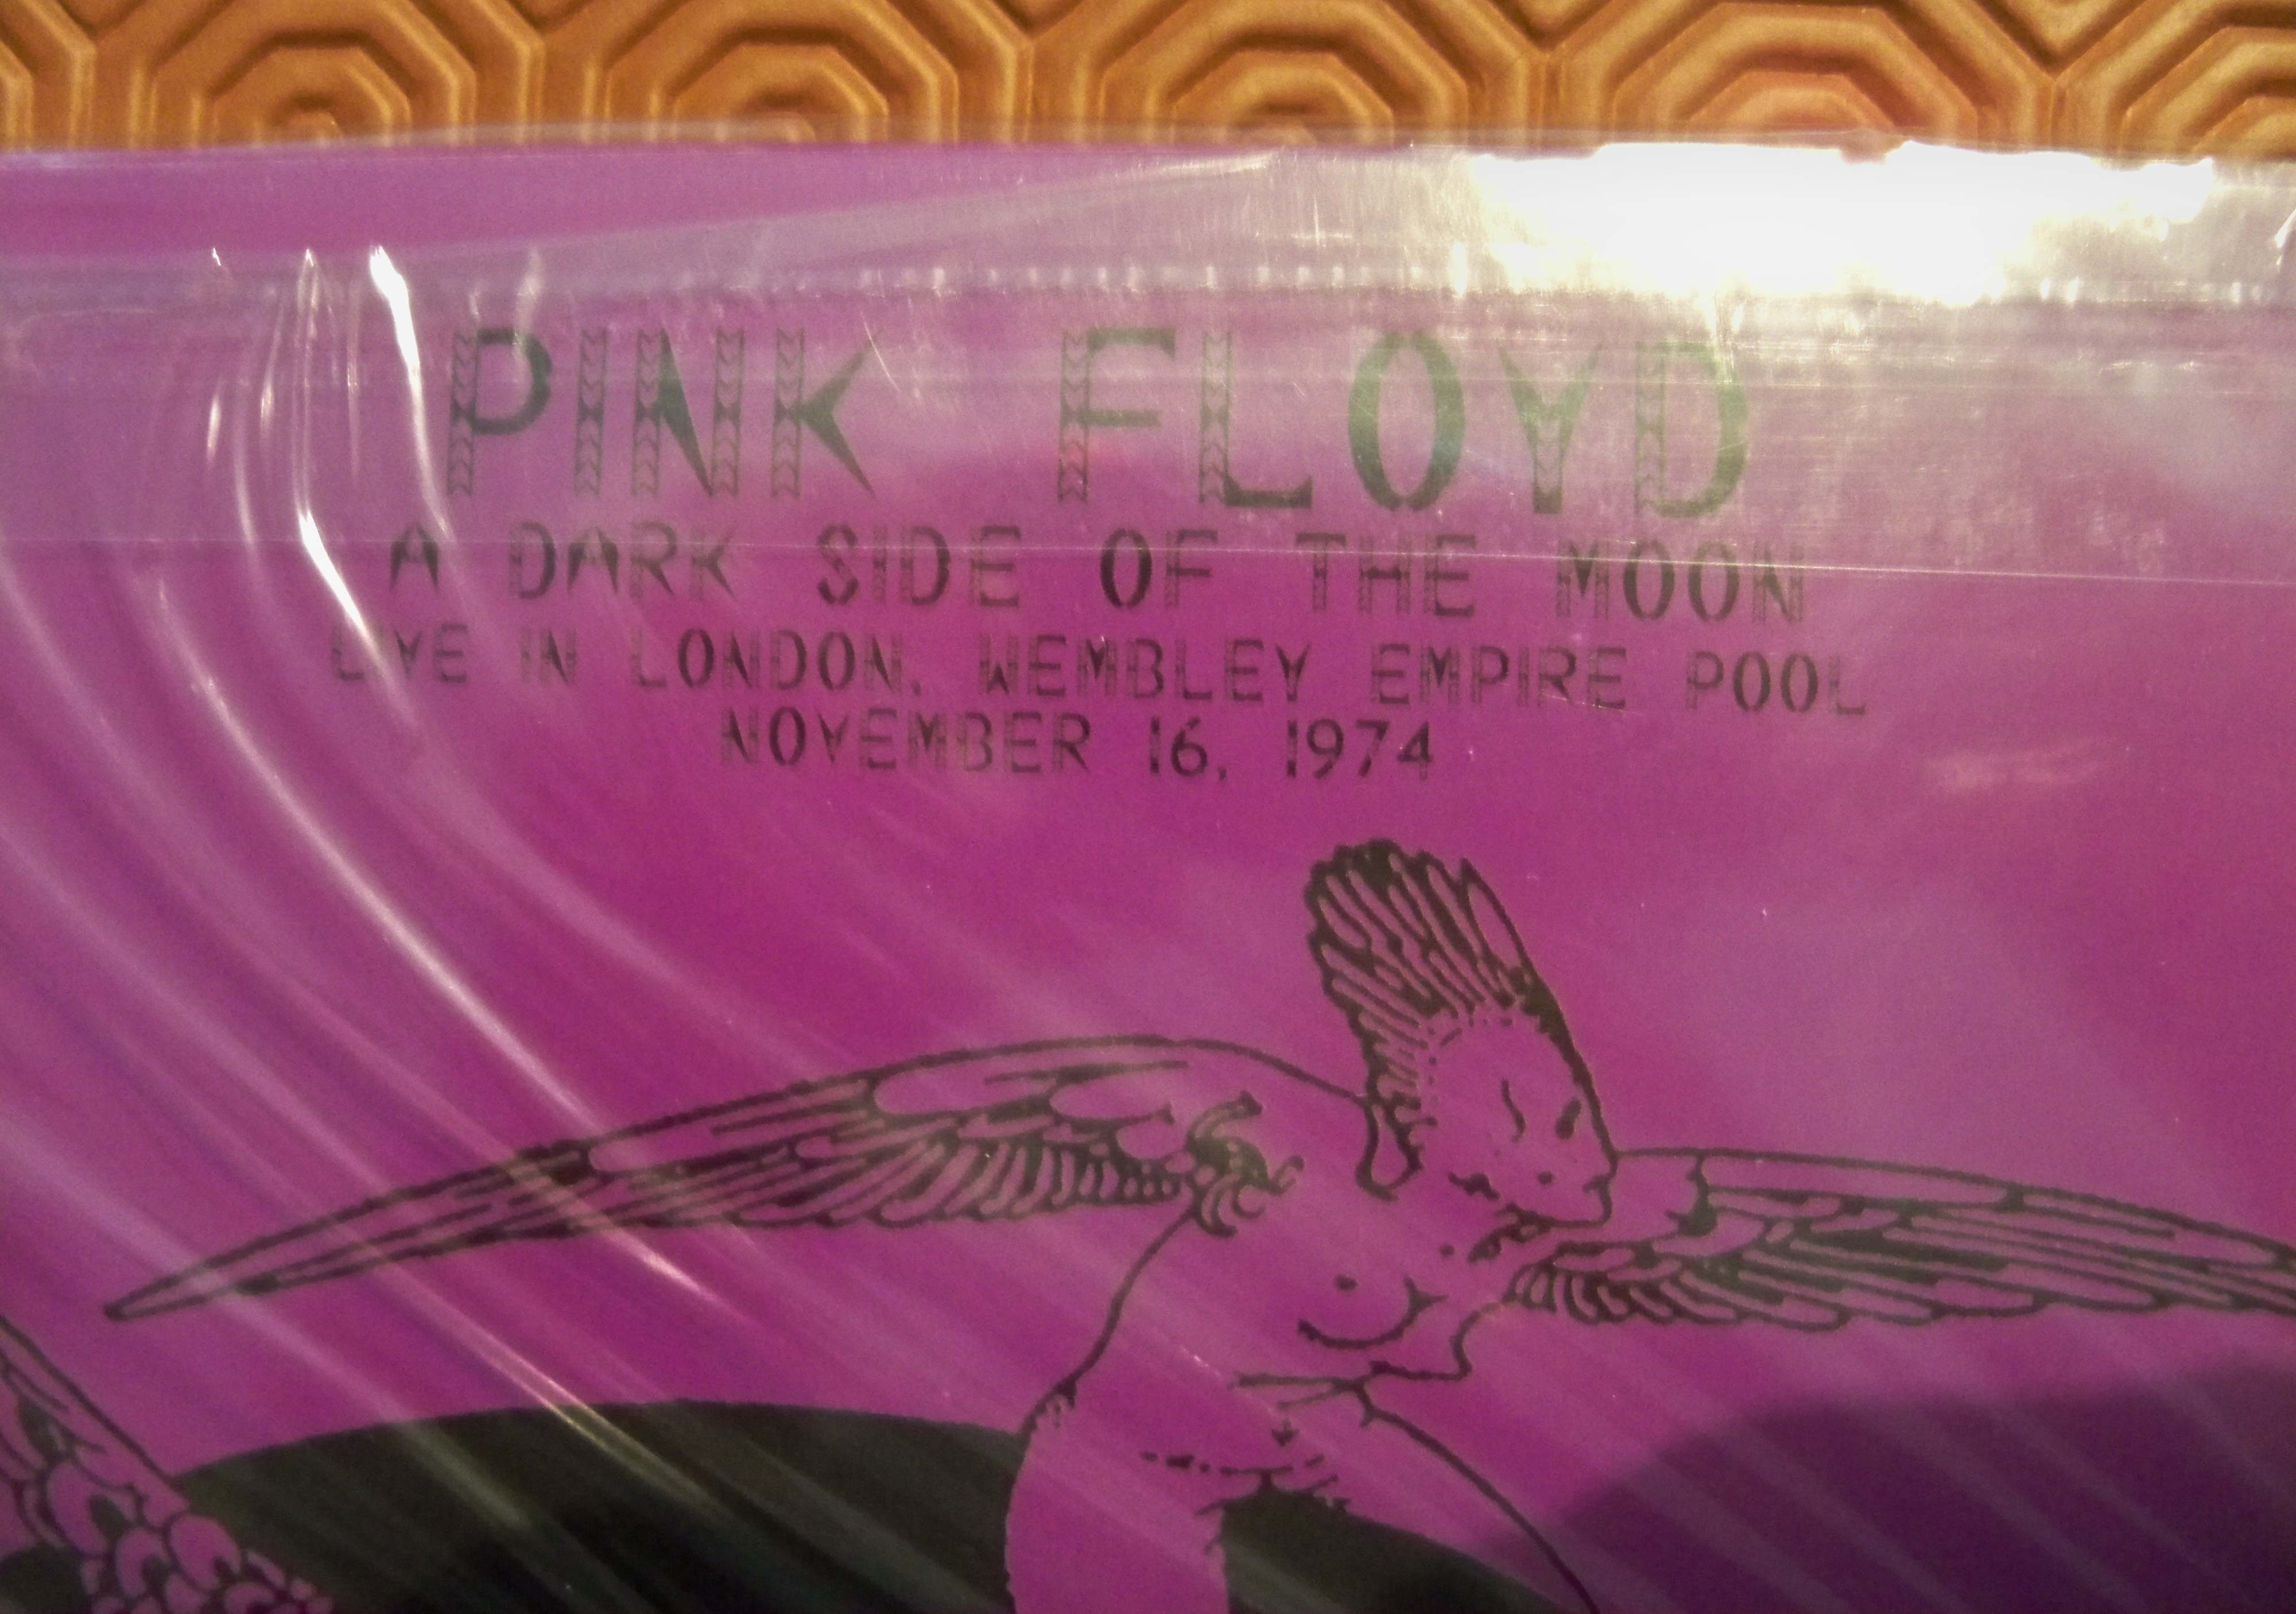 PINK FLOYD
A DARK SIDE OF THE MOON
LIVE IN LONDON, WEMBLEY EMPIRE POOL
NOVEMBER 16, 1974